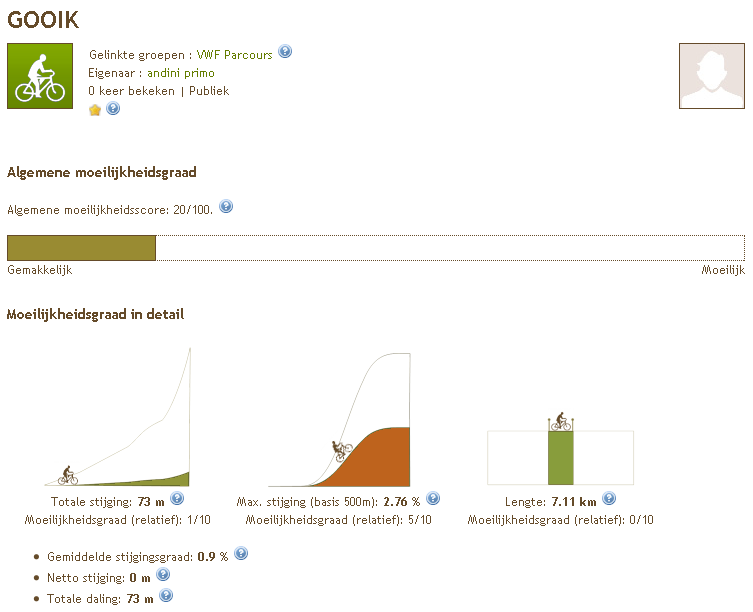 GOOIK
Gelinkte groepen : VWF Parcours
Eigenaar : andini primo
0 keer bekeken | Publiek
Algemene moeilijkheidsgraad
Algemene moeilijkheidsscore: 20/100.
Gemakkelijk Moeilijk
Moeilijkheidsgraad in detail
Totale stijging: 73 m
Moeilijkheidsgraad (relatief): 1/10
Max. stijging (basis 500m): 2.76 %
Moeilijkheidsgraad (relatief): 5/10
Lengte: 7.11 km
Moeilijkheidsgraad (relatief): 0/10
Gemiddelde stijgingsgraad: 0.9 %
Netto stijging: 0 m
Totale daling: 73 m